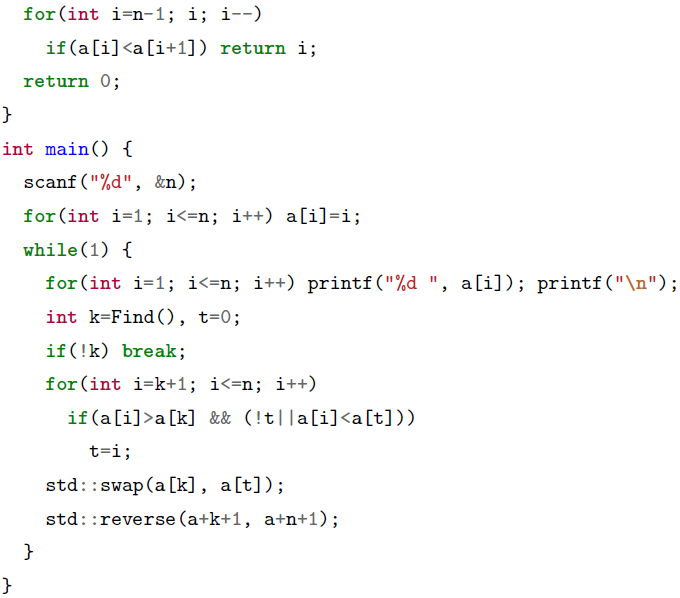 for(int i=n-1; i; i--)
if(a[i]<a[i+1]) return i;
return 0;
}
int main() {
scanf("%d", &n);
for(int i=1; i<=n; i++) a[i]=i;
while(1) {
for(int i=1; i<=n; i++) printf("%d ", a[i]); printf("\n");
int k=Find(), t=0;
if(!k) break;
for(int i=k+1; i<=n; i++)
if(a[i]>a[k] && (!t||a[i]<a[t]))
t=i;
std::swap(a[k], a[t]);
std::reverse(a+k+1, a+n+1);
}
}